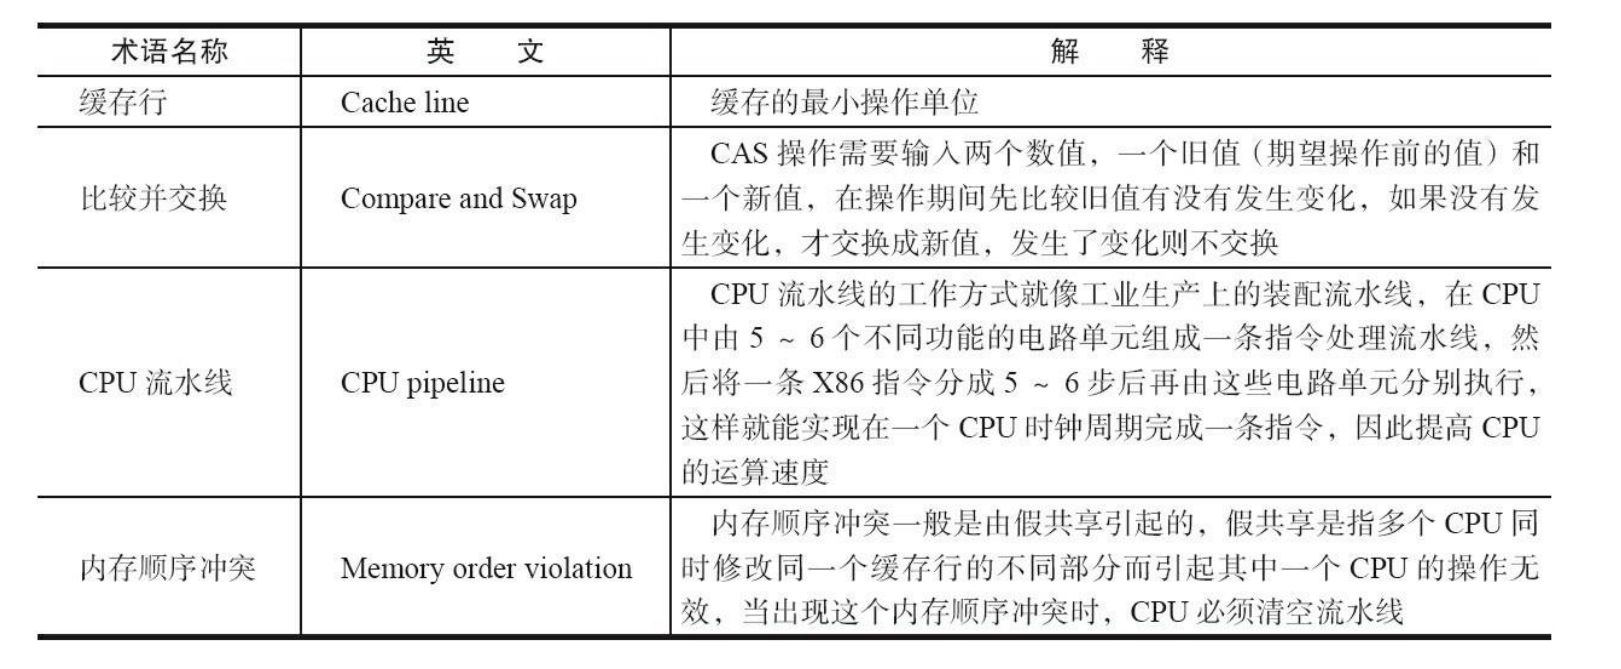 术语名称 英 文 解 释
缓存行 Cache line 缓存的最小操作单位
比较并交换 Compare and Swap CAS 操作需要输入两个数值，一个旧值（期望操作前的值）和
一个新值，在操作期间先比较旧值有没有发生变化，如果没有发
生变化，才交换成新值，发生了变化则不交换
CPU 流水线 CPU pipeline CPU 流水线的工作方式就像工业生产上的装配流水线，在 CPU
中由 5 ~ 6 个不同功能的电路单元组成一条指令处理流水线，然
后将一条 X86 指令分成 5 ~ 6 步后再由这些电路单元分别执行，
这样就能实现在一个 CPU 时钟周期完成一条指令，因此提高 CPU
的运算速度
内存顺序冲突 Memory order violation 内存顺序冲突一般是由假共享引起的，假共享是指多个 CPU 同
时修改同一个缓存行的不同部分而引起其中一个 CPU 的操作无
效，当出现这个内存顺序冲突时，CPU 必须清空流水线